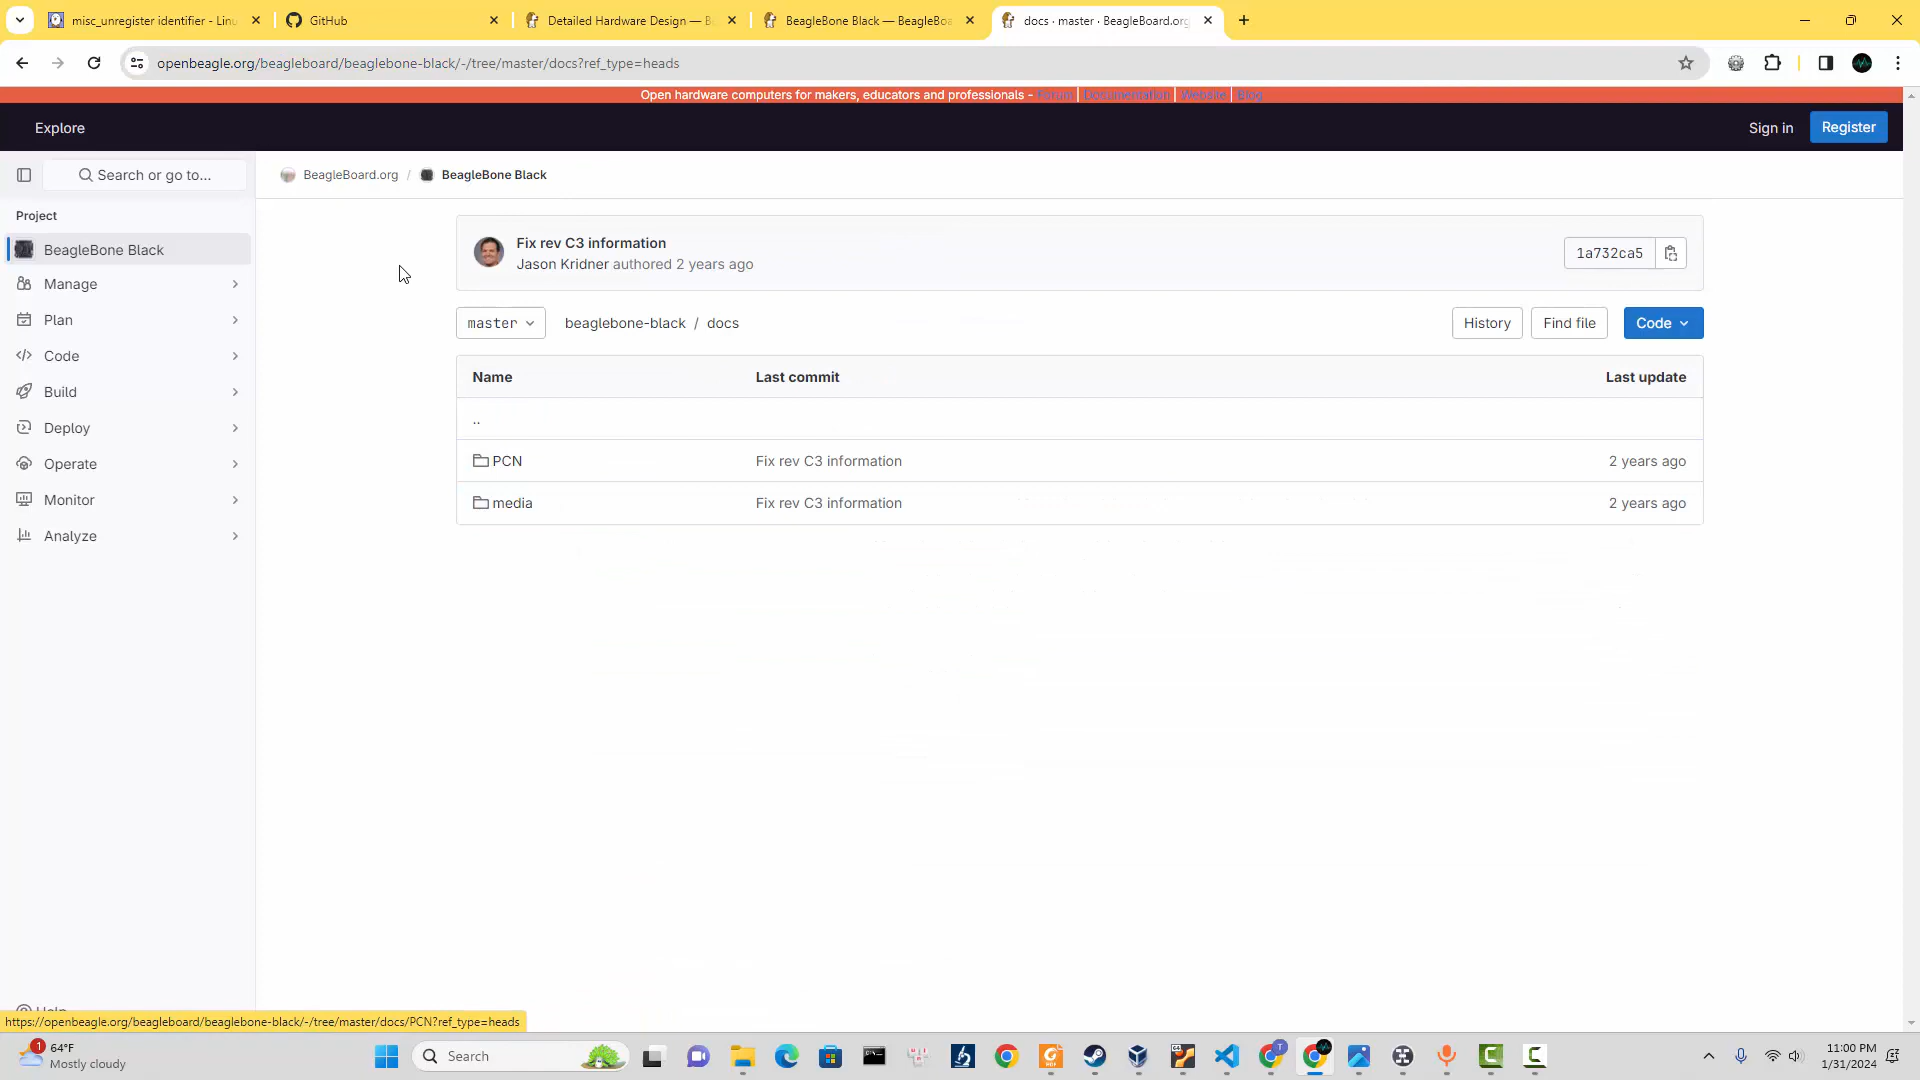 misc_unregister identifier - Linu
GitHub
Detailed Hardware Design — B
BeagleBone Black — BeagleBoa
docs · master · BeagleBoard.org
openbeagle.org/beagleboard/beaglebone-black/-/tree/master/docs?ref_type=heads
Open hardware computers for makers, educators and professionals - Forum | Documentation | Website | Blog
Explore
Sign in
Register
Search or go to...
BeagleBoard.org / BeagleBone Black
Project
BeagleBone Black
Manage
Plan
Code
Build
Deploy
Operate
Monitor
Analyze
Help
Fix rev C3 information
Jason Kridner authored 2 years ago
1a732ca5
master
beaglebone-black / docs
History
Find file
Code
Name Last commit Last update
..
PCN Fix rev C3 information 2 years ago
media Fix rev C3 information 2 years ago
https://openbeagle.org/beagleboard/beaglebone-black/-/tree/master/docs/PCN?ref_type=heads
1
64°F
Mostly cloudy
Search
T
11:00 PM
1/31/2024